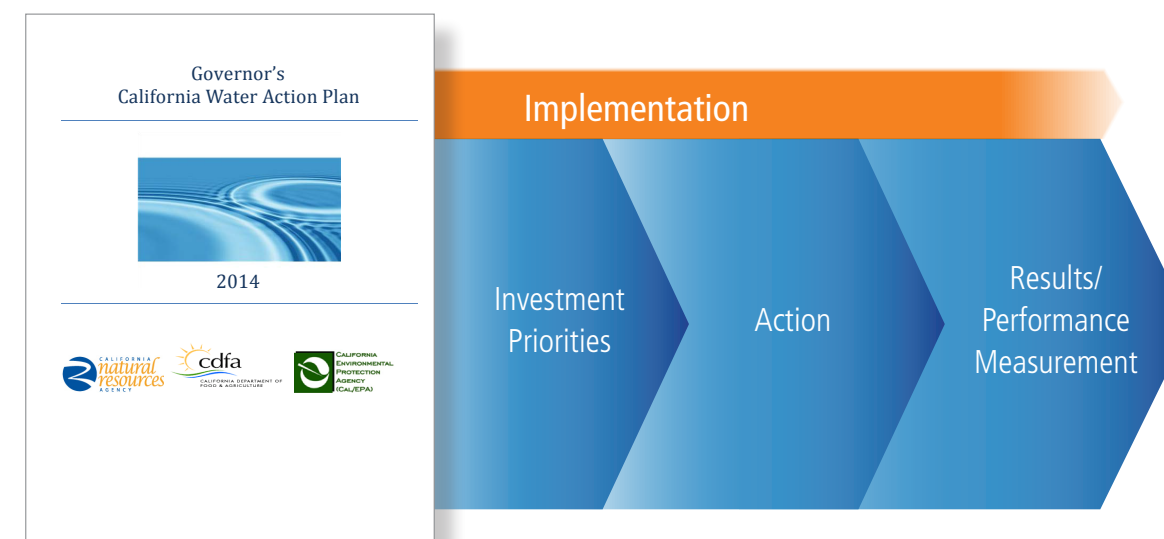 Governor's
California Water Action Plan
2014
CALIFORNIA
natural
resources
AGENCY
cdfa
CALIFORNIA DEPARTMENT OF
FOOD & AGRICULTURE
CALIFORNIA
ENVIRONMENTAL
PROTECTION
AGENCY
(CAL/EPA)
Implementation
Investment
Priorities
Action
Results/
Performance
Measurement